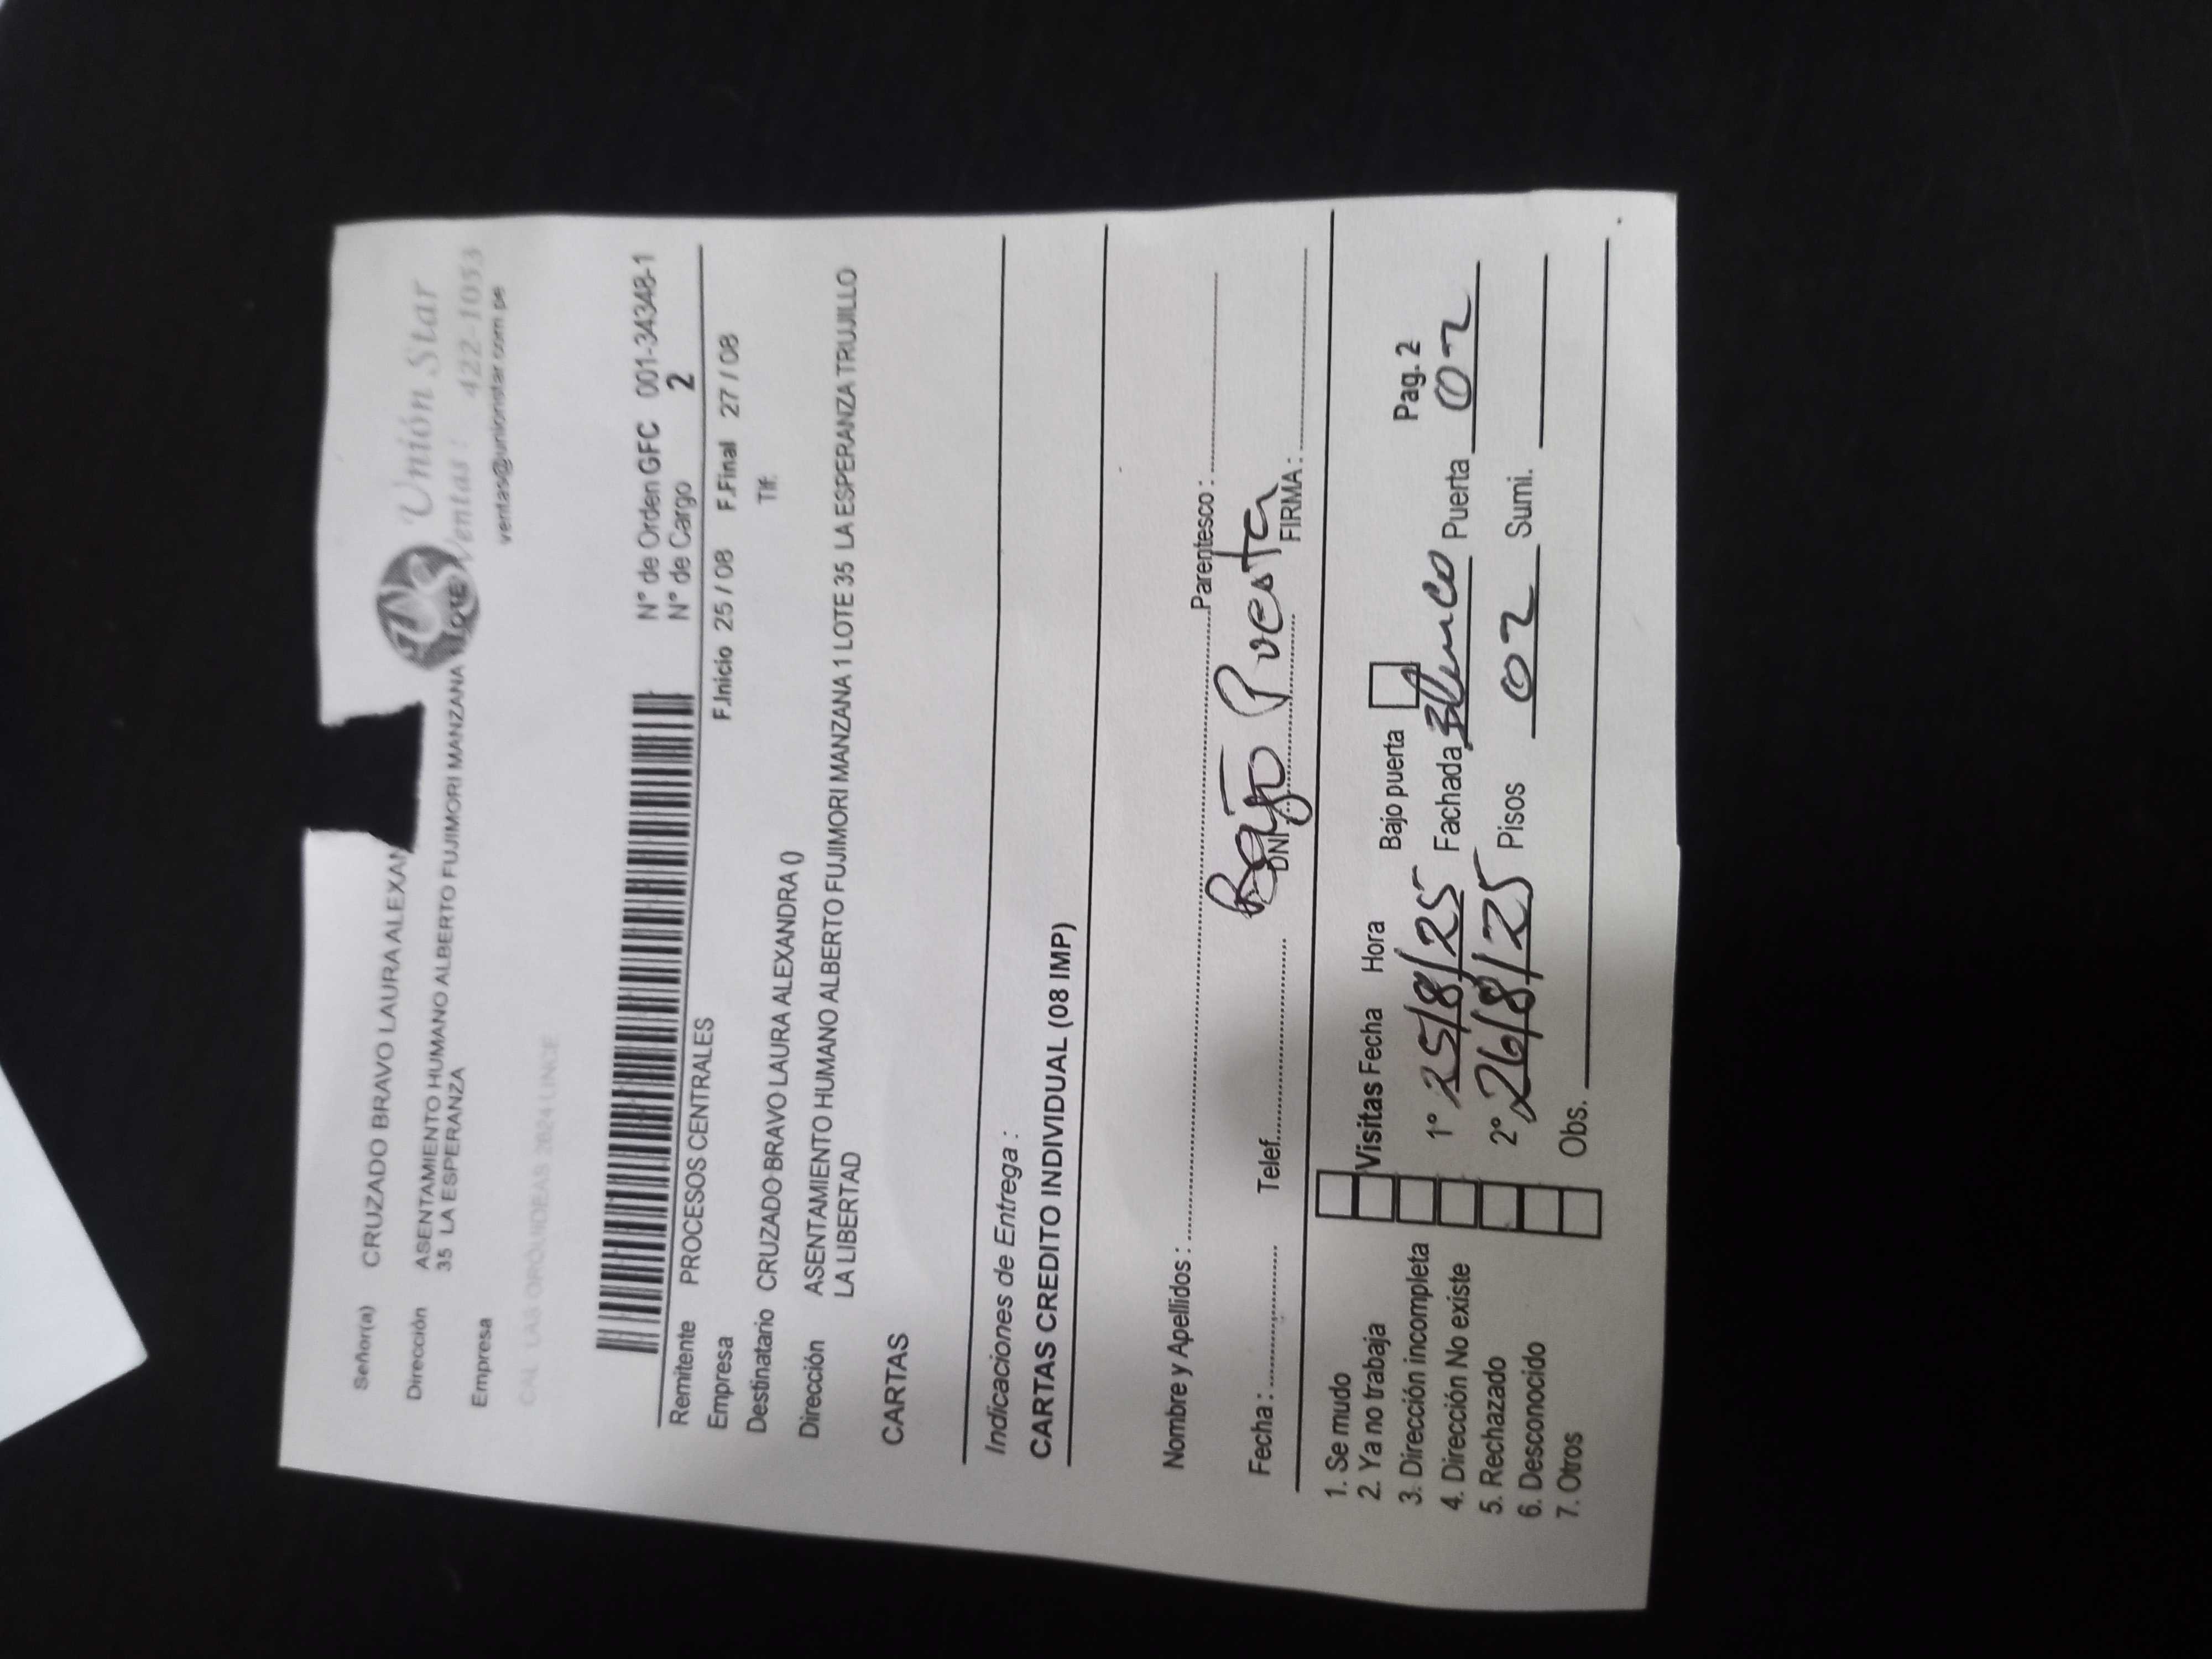 Unión Star
Ventas: 422-1053
ventas@unionstar.com.pe
Señor(a) CRUZADO BRAVO LAURA ALEXAN
Dirección ASENTAMIENTO HUMANO ALBERTO FUJIMORI MANZANA 1 LOTE
35 LA ESPERANZA
Empresa
N° de Orden GFC 001-34348-1
N° de Cargo 2
Remitente PROCESOS CENTRALES
Empresa F.Inicio 25 / 08 F.Final 27 / 08
Destinatario CRUZADO BRAVO LAURA ALEXANDRA () Tlf:
Dirección ASENTAMIENTO HUMANO ALBERTO FUJIMORI MANZANA 1 LOTE 35 LA ESPERANZA TRUJILLO
LA LIBERTAD
CARTAS
Indicaciones de Entrega :
CARTAS CREDITO INDIVIDUAL (08 IMP)
Nombre y Apellidos : Parentesco :
Bajo Puerta
Fecha : Telef. DNI FIRMA :
1. Se mudo
2. Ya no trabaja Visitas Fecha Hora Bajo puerta Pag. 2
3. Dirección incompleta 1° 25/8/25 Fachada Blanco Puerta 02
4. Dirección No existe
5. Rechazado 2° 26/8/25 Pisos 02 Sumi.
6. Desconocido
7. Otros Obs.